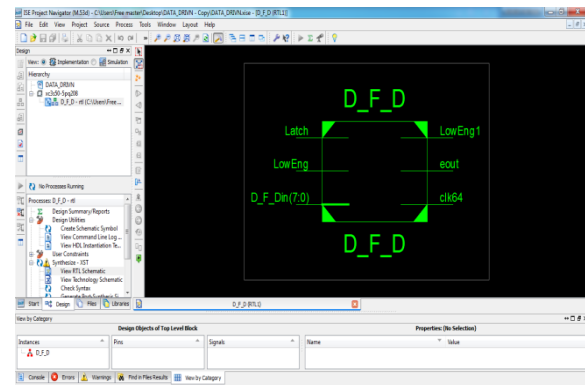 ISE Project Navigator (M.53d) - C:\Users\Free_master\Desktop\DATA_DRIVN - Copy\DATA_DRIVN.xise - [D_F_D (RTL1)]
File Edit View Project Source Process Tools Window Layout Help
Design
View: Implementation Simulation
Hierarchy
DATA_DRIVN
xc3s50-5pq208
D_F_D - rtl (C:\Users\Free...
No Processes Running
Processes: D_F_D - rtl
Design Summary/Reports
Design Utilities
Create Schematic Symbol
View Command Line Log...
View HDL Instantiation Te...
User Constraints
Synthesize - XST
View RTL Schematic
View Technology Schematic
Check Syntax
Generate Post-Synthesis Si...
D_F_D
Latch
LowEng1
LowEng
eout
D_F_Din(7:0)
clk64
D_F_D
Start Design Files Libraries
D_F_D (RTL1)
View by Category
Design Objects of Top Level Block
Properties: (No Selection)
Instances Pins Signals Name Value
D_F_D
Console Errors Warnings Find in Files Results View by Category